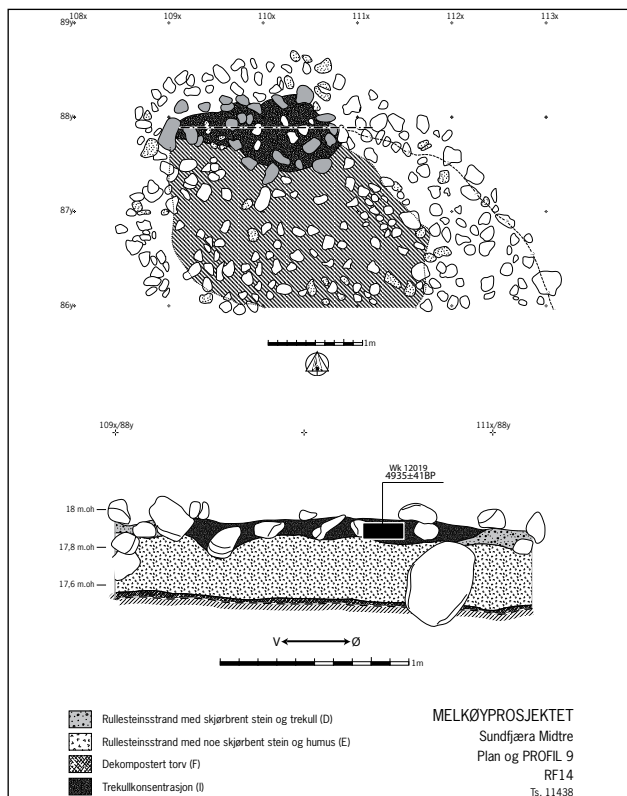 108x 109x 110x 111x 112x 113x
89y
88y
87y
86y
1m
109x/88y 111x/88y
Wk 12019
4935±41BP
18 m.oh
17,8 m.oh
17,6 m.oh
V Ø
1m
Rullesteinsstrand med skjørbrent stein og trekull (D)
Rullesteinsstrand med noe skjørbrent stein og humus (E)
Dekompostert torv (F)
Trekullkonsentrasjon (I)
MELKØYPROSJEKTET
Sundfjæra Midtre
Plan og PROFIL 9
RF14
Ts. 11438